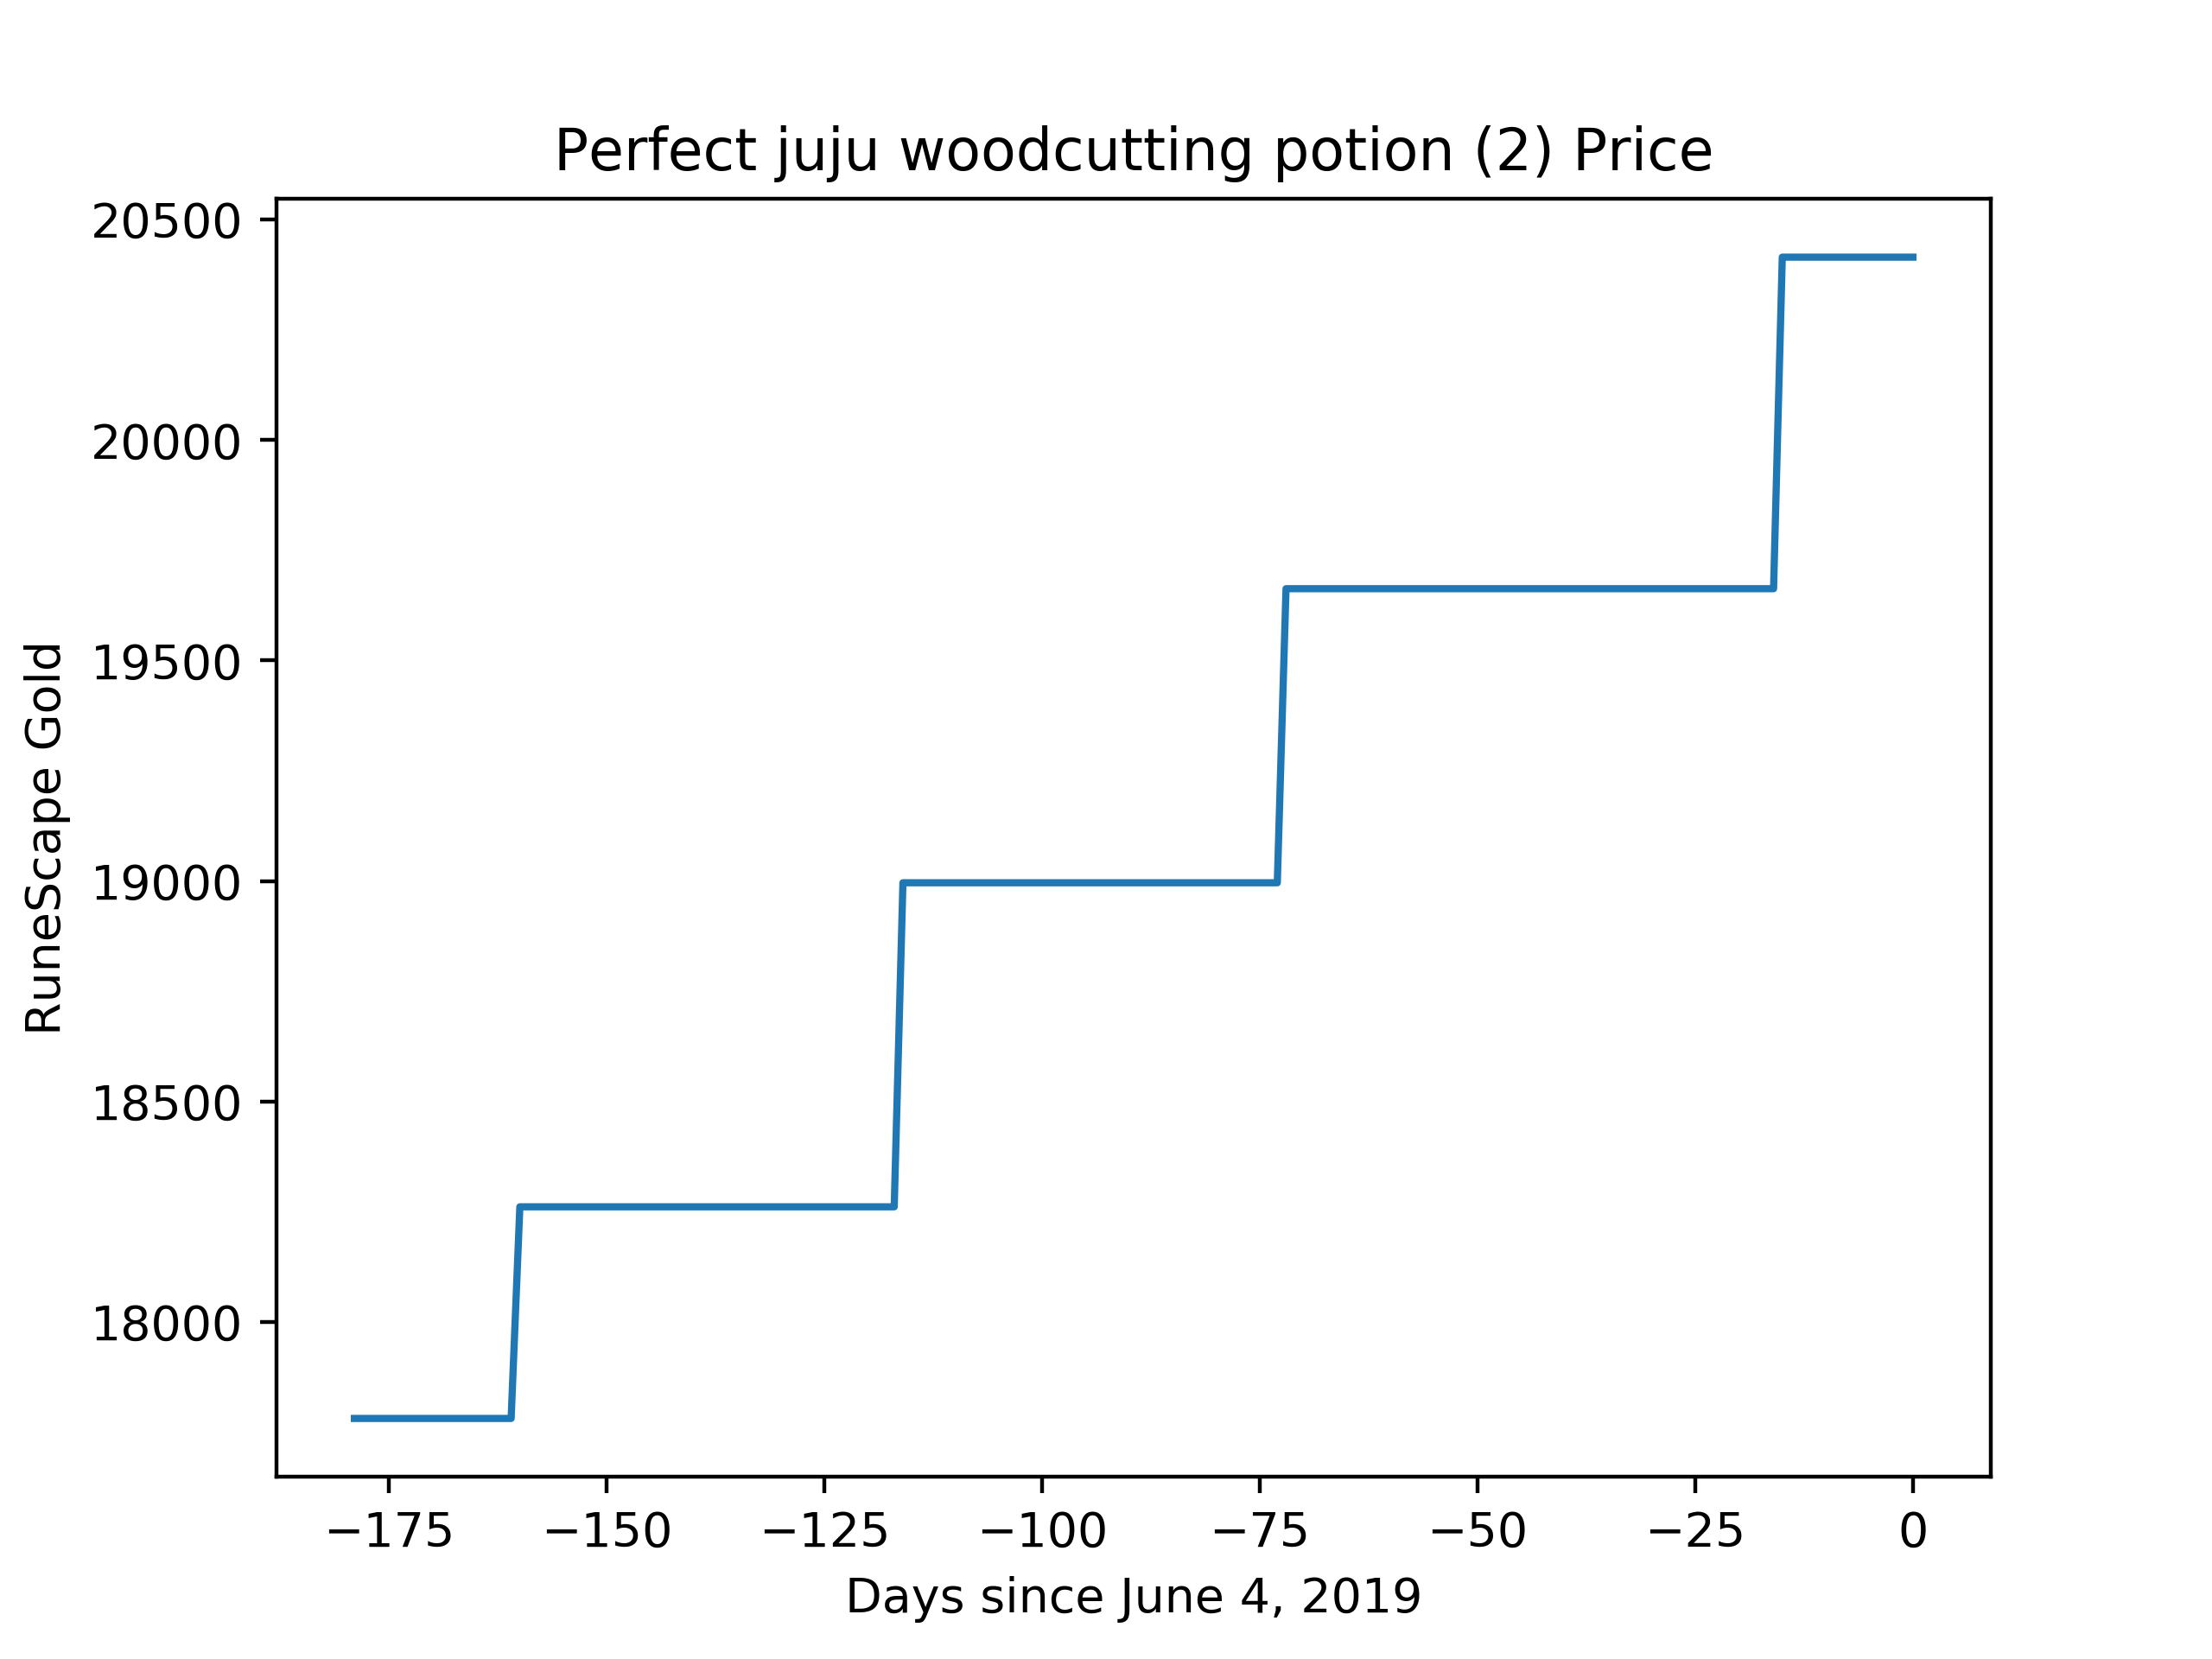 Perfect juju woodcutting potion (2) Price
20500
20000
19500
19000
18500
18000
RuneScape Gold
−175 −150 −125 −100 −75 −50 −25 0
Days since June 4, 2019